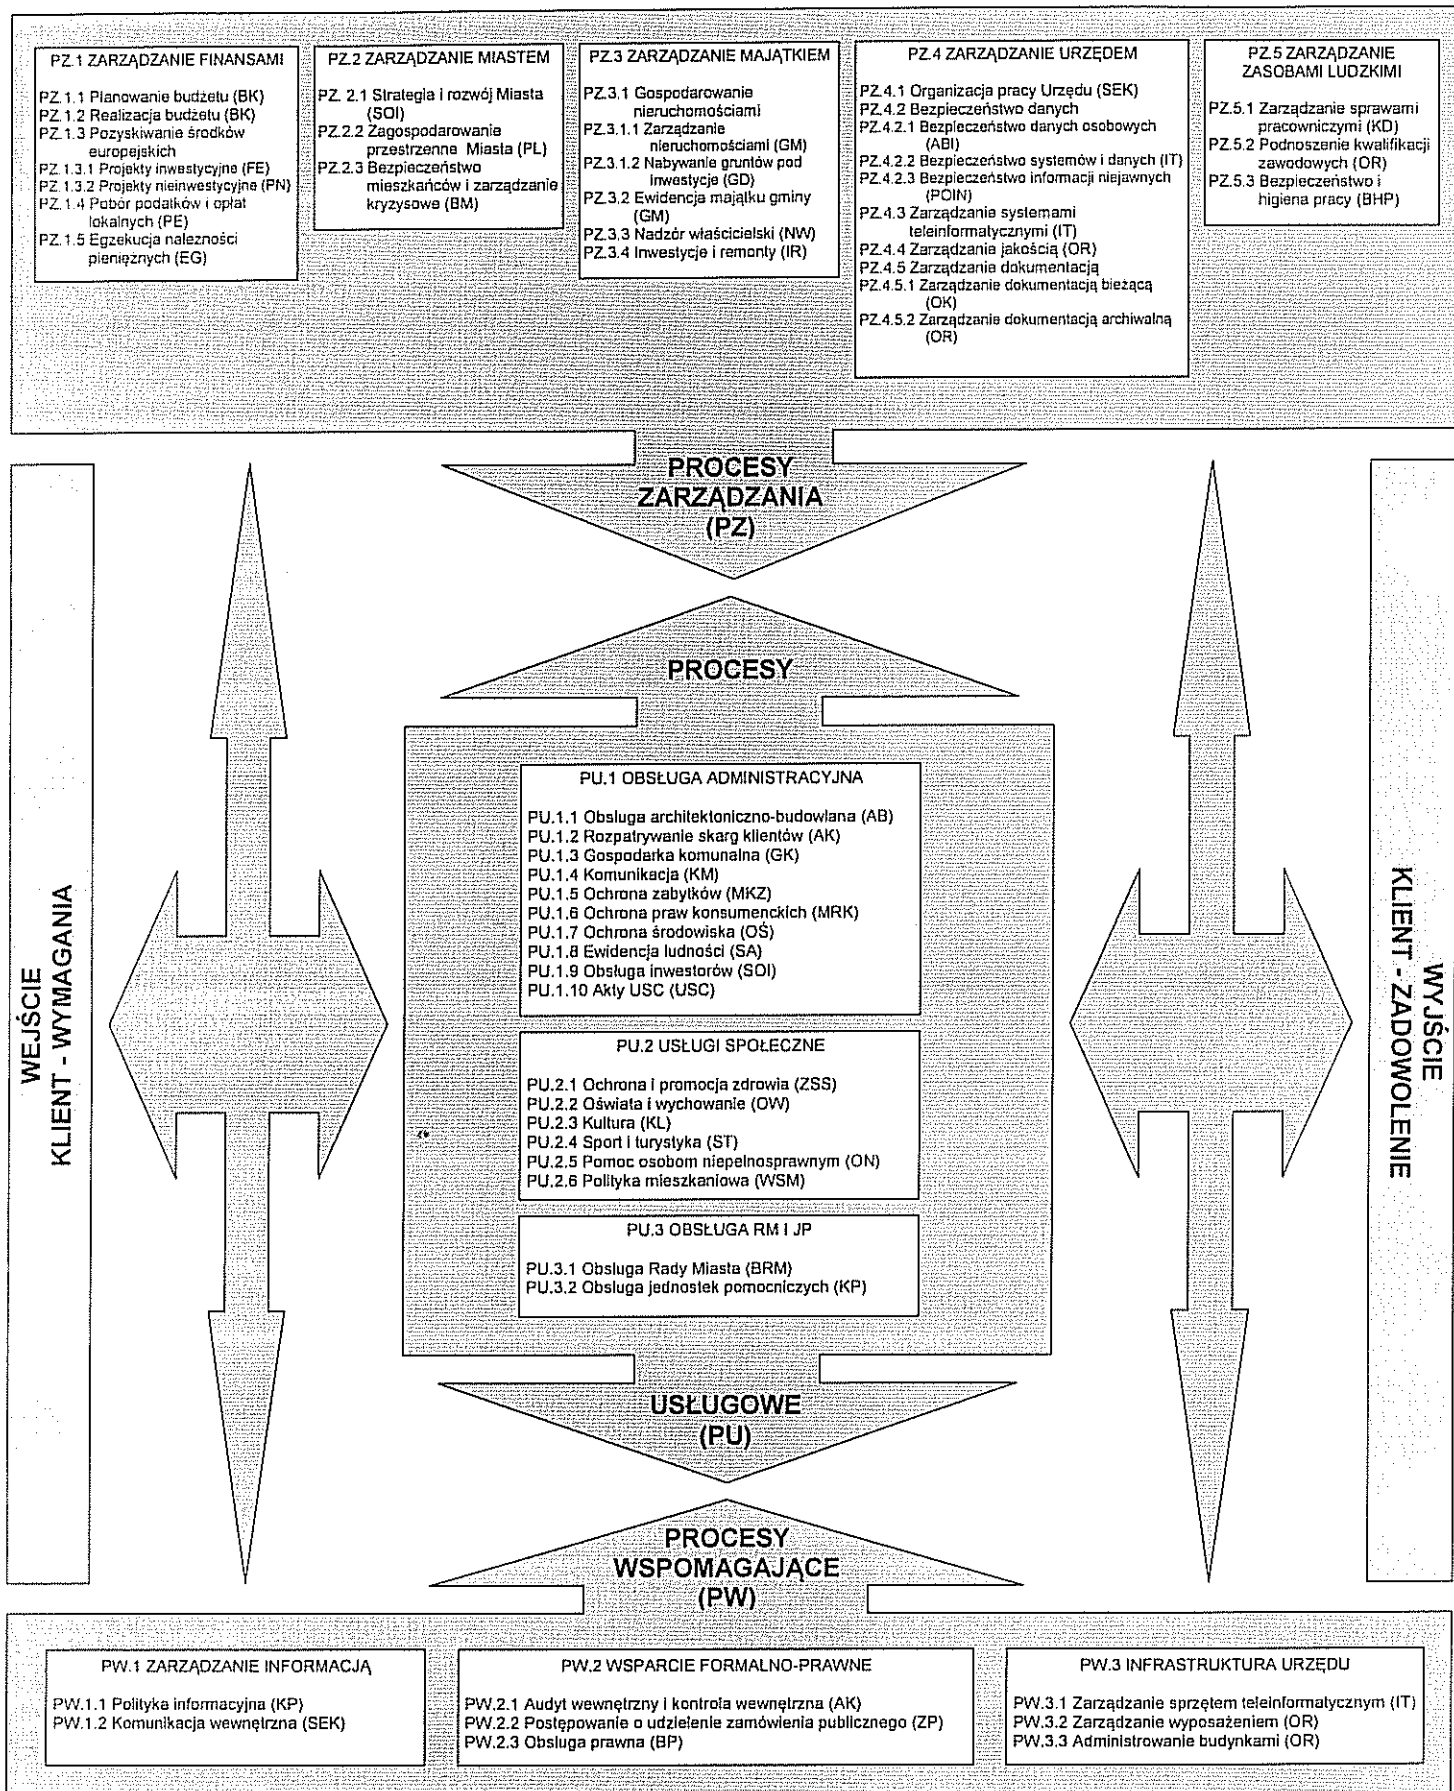 PZ.1 ZARZĄDZANIE FINANSAMI
PZ.1.1 Planowanie budżetu (BK)
PZ.1.2 Realizacja budżetu (BK)
PZ.1.3 Pozyskiwanie środków
europejskich
PZ.1.3.1 Projekty inwestycyjne (FE)
PZ.1.3.2 Projekty nieinwestycyjne (PN)
PZ.1.4 Pobór podatków i opłat
lokalnych (PE)
PZ.1.5 Egzekucja należności
pieniężnych (EG)
PZ.2 ZARZĄDZANIE MIASTEM
PZ. 2.1 Strategia i rozwój Miasta
(SOI)
PZ.2.2 Zagospodarowanie
przestrzenne Miasta (PL)
PZ.2.3 Bezpieczeństwo
mieszkańców i zarządzanie
kryzysowe (BM)
PZ.3 ZARZĄDZANIE MAJĄTKIEM
PZ.3.1 Gospodarowanie
nieruchomościami
PZ.3.1.1 Zarządzanie
nieruchomościami (GM)
PZ.3.1.2 Nabywanie gruntów pod
inwestycje (GD)
PZ.3.2 Ewidencja majątku gminy
(GM)
PZ.3.3 Nadzór właścicielski (NW)
PZ.3.4 Inwestycje i remonty (IR)
PZ.4 ZARZĄDZANIE URZĘDEM
PZ.4.1 Organizacja pracy Urzędu (SEK)
PZ.4.2 Bezpieczeństwo danych
PZ.4.2.1 Bezpieczeństwo danych osobowych
(ABI)
PZ.4.2.2 Bezpieczeństwo systemów i danych (IT)
PZ.4.2.3 Bezpieczeństwo informacji niejawnych
(POIN)
PZ.4.3 Zarządzanie systemami
teleinformatycznymi (IT)
PZ.4.4 Zarządzanie jakością (OR)
PZ.4.5 Zarządzanie dokumentacją
PZ.4.5.1 Zarządzanie dokumentacją bieżącą
(OK)
PZ.4.5.2 Zarządzanie dokumentacją archiwalną
(OR)
PZ.5 ZARZĄDZANIE
ZASOBAMI LUDZKIMI
PZ.5.1 Zarządzanie sprawami
pracowniczymi (KD)
PZ.5.2 Podnoszenie kwalifikacji
zawodowych (OR)
PZ.5.3 Bezpieczeństwo i
higiena pracy (BHP)
PROCESY
ZARZĄDZANIA
(PZ)
WEJŚCIE
KLIENT - WYMAGANIA
PROCESY
PU.1 OBSŁUGA ADMINISTRACYJNA
PU.1.1 Obsługa architektoniczno-budowlana (AB)
PU.1.2 Rozpatrywanie skarg klientów (AK)
PU.1.3 Gospodarka komunalna (GK)
PU.1.4 Komunikacja (KM)
PU.1.5 Ochrona zabytków (MKZ)
PU.1.6 Ochrona praw konsumenckich (MRK)
PU.1.7 Ochrona środowiska (OŚ)
PU.1.8 Ewidencja ludności (SA)
PU.1.9 Obsługa inwestorów (SOI)
PU.1.10 Akty USC (USC)
PU.2 USŁUGI SPOŁECZNE
PU.2.1 Ochrona i promocja zdrowia (ZSS)
PU.2.2 Oświata i wychowanie (OW)
PU.2.3 Kultura (KL)
PU.2.4 Sport i turystyka (ST)
PU.2.5 Pomoc osobom niepełnosprawnym (ON)
PU.2.6 Polityka mieszkaniowa (WSM)
PU.3 OBSŁUGA RM I JP
PU.3.1 Obsługa Rady Miasta (BRM)
PU.3.2 Obsługa jednostek pomocniczych (KP)
USŁUGOWE
(PU)
WYJŚCIE
KLIENT - ZADOWOLENIE
PROCESY
WSPOMAGAJĄCE
(PW)
PW.1 ZARZĄDZANIE INFORMACJĄ
PW.1.1 Polityka informacyjna (KP)
PW.1.2 Komunikacja wewnętrzna (SEK)
PW.2 WSPARCIE FORMALNO-PRAWNE
PW.2.1 Audyt wewnętrzny i kontrola wewnętrzna (AK)
PW.2.2 Postępowanie o udzielenie zamówienia publicznego (ZP)
PW.2.3 Obsługa prawna (BP)
PW.3 INFRASTRUKTURA URZĘDU
PW.3.1 Zarządzanie sprzętem teleinformatycznym (IT)
PW.3.2 Zarządzanie wyposażeniem (OR)
PW.3.3 Administrowanie budynkami (OR)